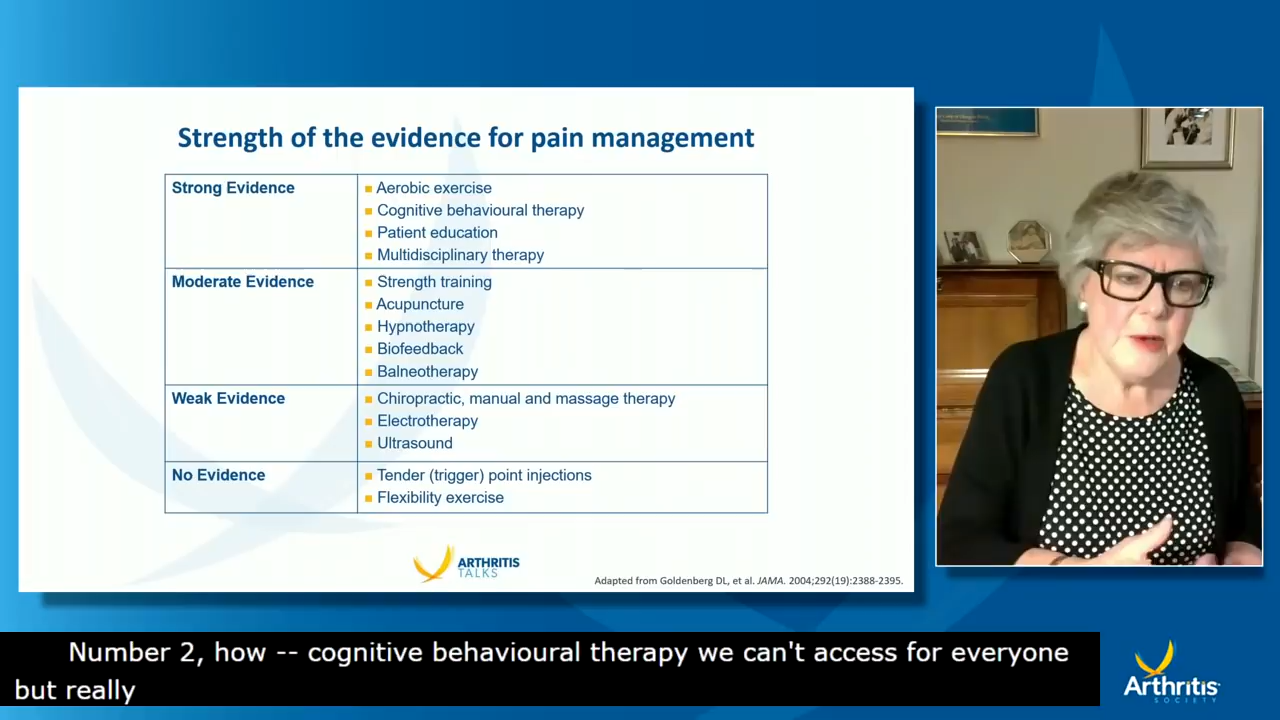 Strength of the evidence for pain management
Strong Evidence
Aerobic exercise
Cognitive behavioural therapy
Patient education
Multidisciplinary therapy
Moderate Evidence
Strength training
Acupuncture
Hypnotherapy
Biofeedback
Balneotherapy
Weak Evidence
Chiropractic, manual and massage therapy
Electrotherapy
Ultrasound
No Evidence
Tender (trigger) point injections
Flexibility exercise
ARTHRITIS
TALKS
Adapted from Goldenberg DL, et al. JAMA. 2004;292(19):2388-2395.
Number 2, how -- cognitive behavioural therapy we can't access for everyone
but really
Arthritis
SOCIETY